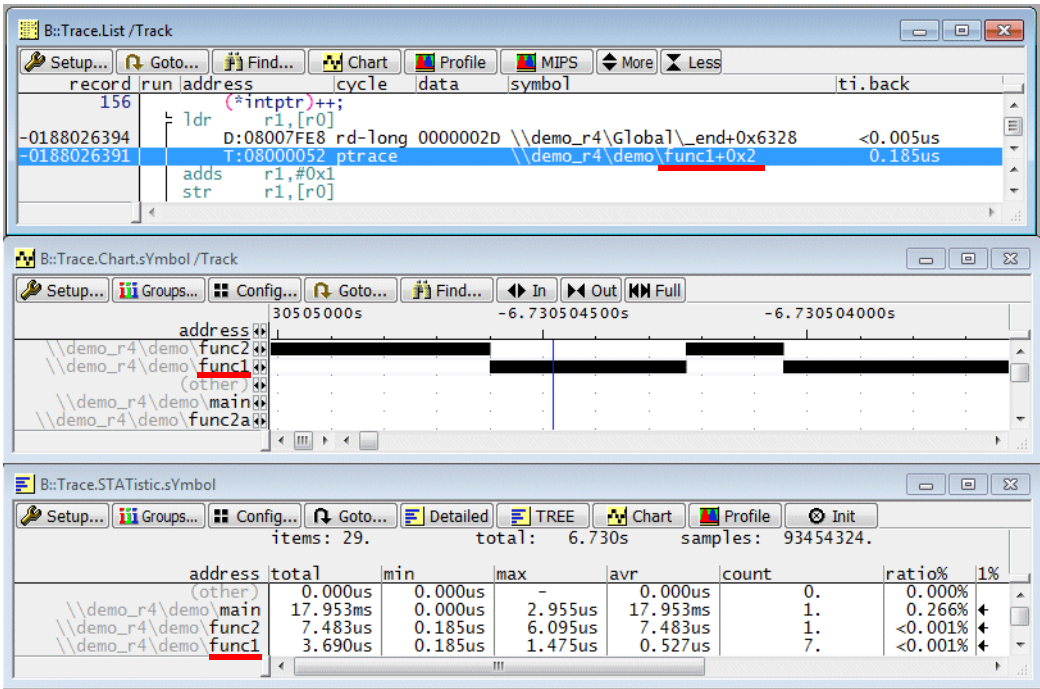 B::Trace.List /Track
Setup... Goto... Find... Chart Profile MIPS More Less
record run address cycle data symbol ti.back
156 (*intptr)++;
ldr r1,[r0]
-0188026394 D:08007FE8 rd-long 0000002D \\demo_r4\Global\_end+0x6328 <0.005us
-0188026391 T:08000052 ptrace \\demo_r4\demo\func1+0x2 0.185us
adds r1,#0x1
str r1,[r0]
B::Trace.Chart.sYmbol /Track
Setup... Groups... Config... Goto... Find... In Out Full
30505000s -6.730504500s -6.730504000s
address
\\demo_r4\demo\func2
\\demo_r4\demo\func1
(other)
\\demo_r4\demo\main
\\demo_r4\demo\func2a
B::Trace.STATistic.sYmbol
Setup... Groups... Config... Goto... Detailed TREE Chart Profile Init
items: 29. total: 6.730s samples: 93454324.
address total min max avr count ratio% 1%
(other) 0.000us 0.000us - 0.000us 0. 0.000%
\\demo_r4\demo\main 17.953ms 0.000us 2.955us 17.953ms 1. 0.266%
\\demo_r4\demo\func2 7.483us 0.185us 6.095us 7.483us 1. <0.001%
\\demo_r4\demo\func1 3.690us 0.185us 1.475us 0.527us 7. <0.001%